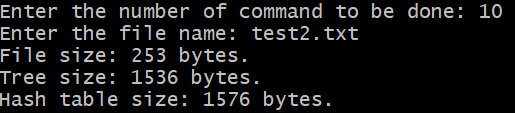 Enter the number of command to be done: 10
Enter the file name: test2.txt
File size: 253 bytes.
Tree size: 1536 bytes.
Hash table size: 1576 bytes.